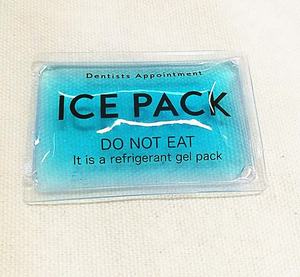 Dentists Appointment
ICE PACK
DO NOT EAT
It is a refrigerant gel pack